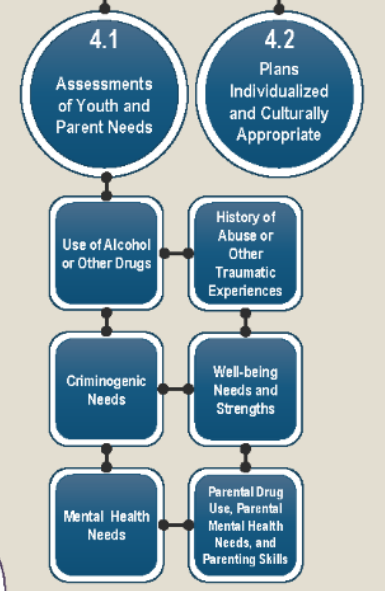 4.1
Assessments
of Youth and
Parent Needs
4.2
Plans
Individualized
and Culturally
Appropriate
Use of Alcohol
or Other Drugs
History of
Abuse or
Other
Traumatic
Experiences
Criminogenic
Needs
Well-being
Needs and
Strengths
Mental Health
Needs
Parental Drug
Use, Parental
Mental Health
Needs, and
Parenting Skills